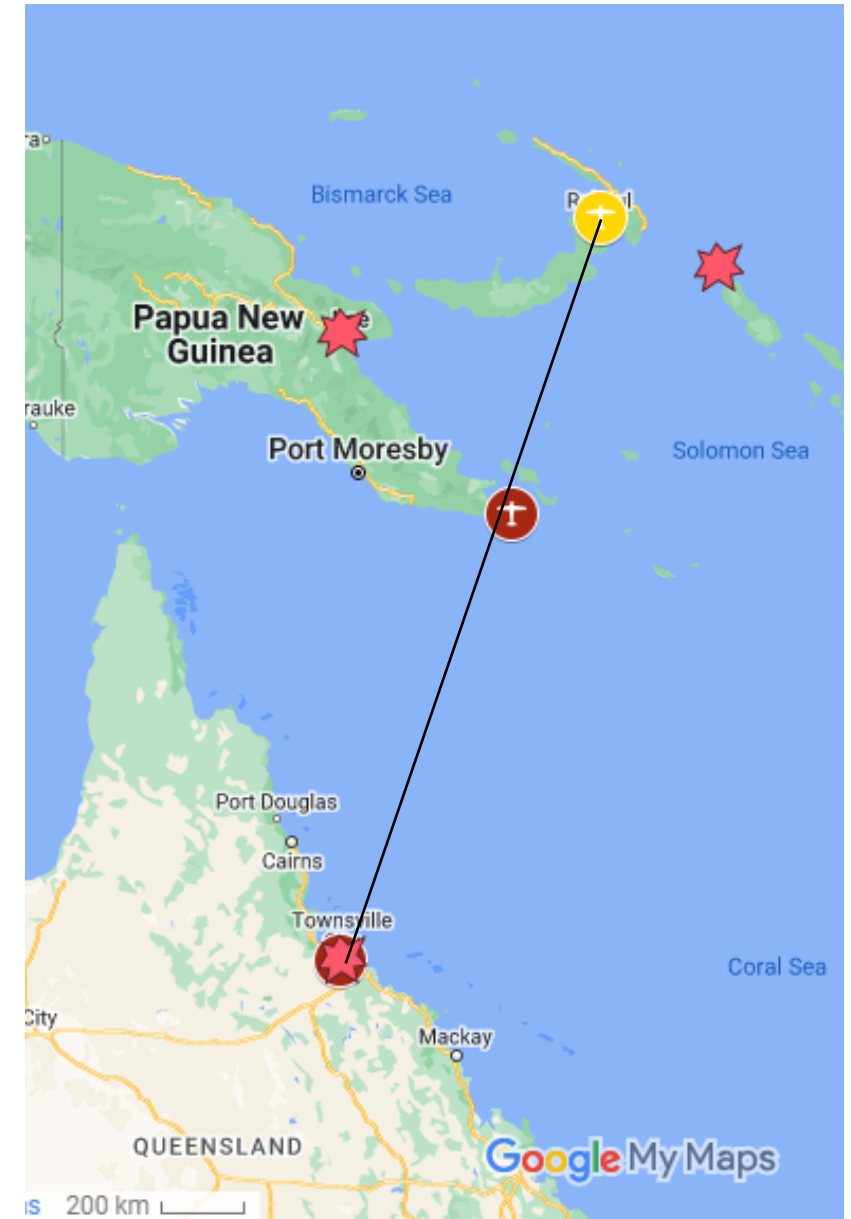 Bismarck Sea
Papua New
Guinea
Port Moresby
Solomon Sea
Port Douglas
Cairns
Townsville
Coral Sea
City
Mackay
QUEENSLAND
Google My Maps
200 km